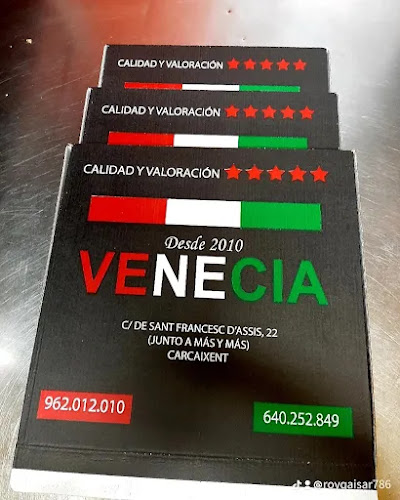 CALIDAD Y VALORACIÓN
CALIDAD Y VALORACIÓN
CALIDAD Y VALORACIÓN
Desde 2010
VENECIA
C/ DE SANT FRANCESC D'ASSIS, 22
(JUNTO A MÁS Y MÁS)
CARCAIXENT
962.012.010
640.252.849
@roygaisar786